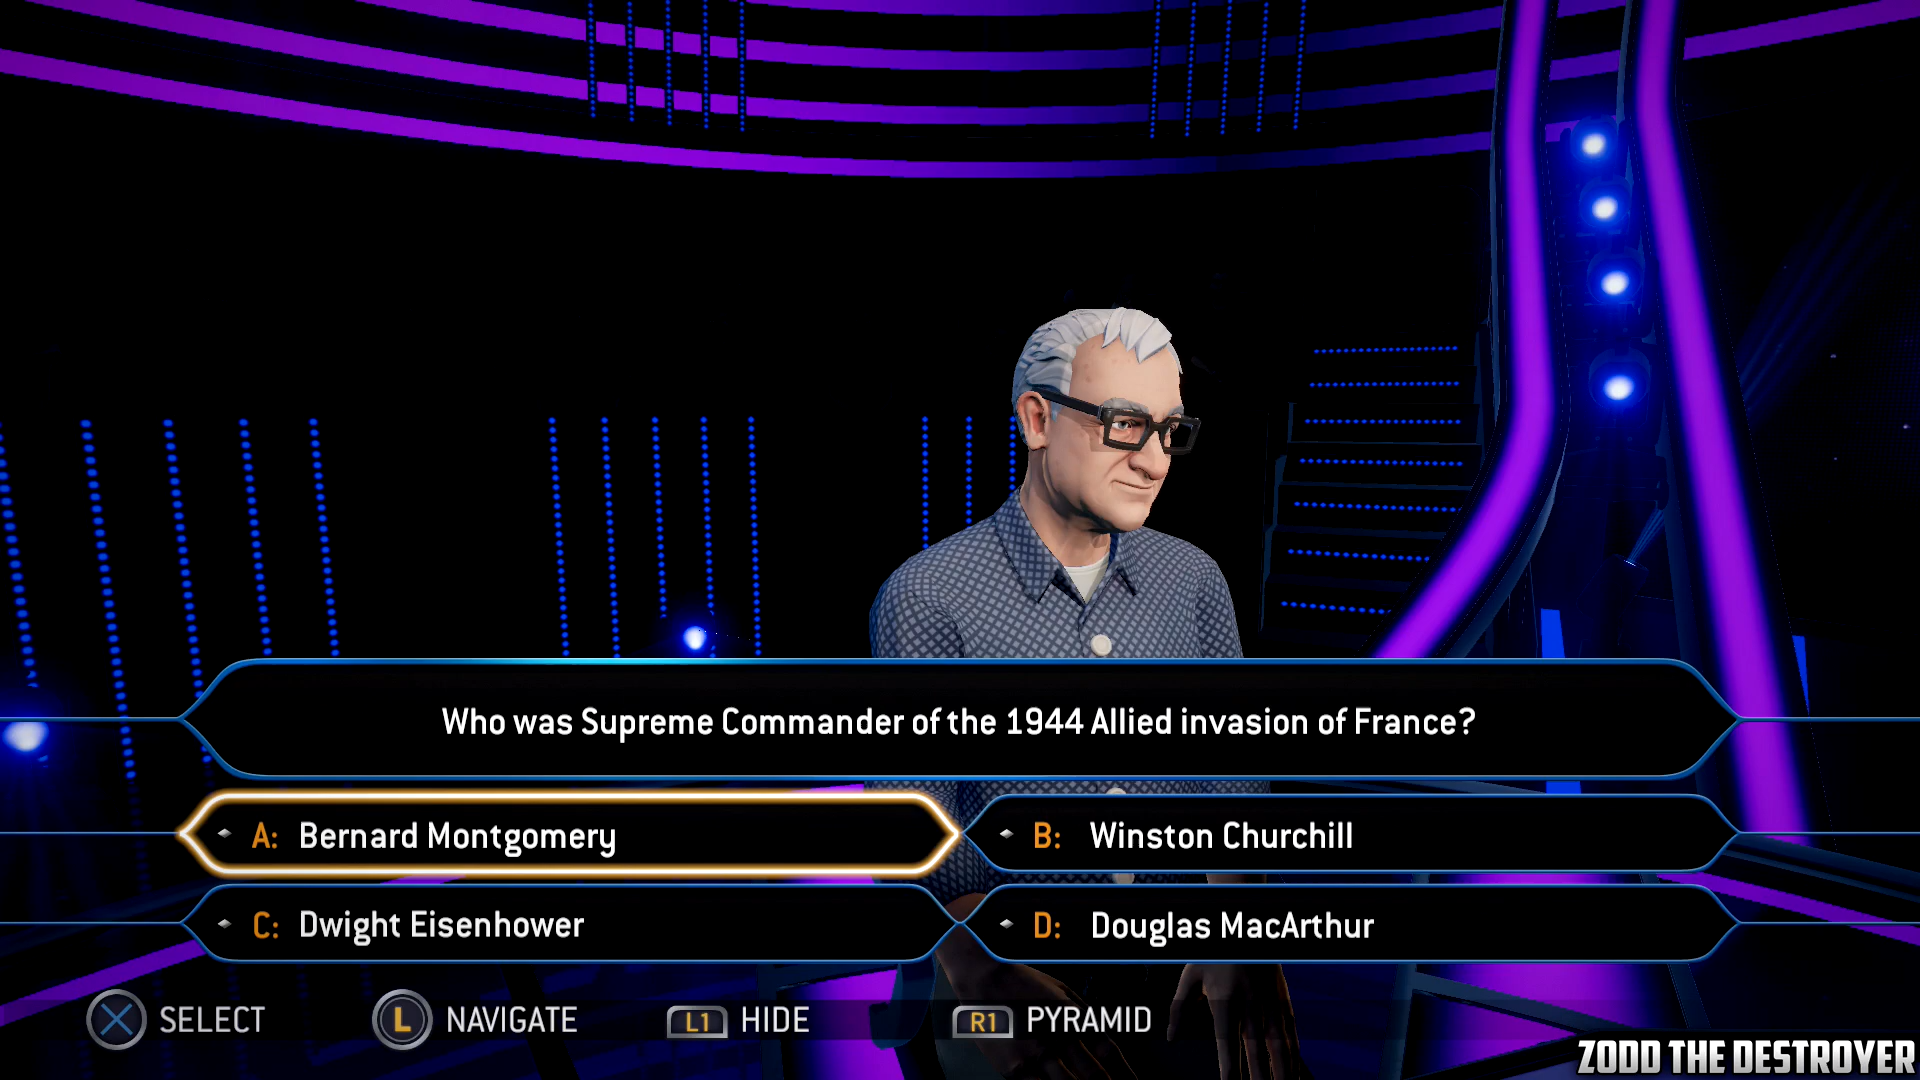 Who was Supreme Commander of the 1944 Allied invasion of France?
A: Bernard Montgomery
B: Winston Churchill
C: Dwight Eisenhower
D: Douglas MacArthur
SELECT L NAVIGATE L1 HIDE R1 PYRAMID
ZODD THE DESTROYER